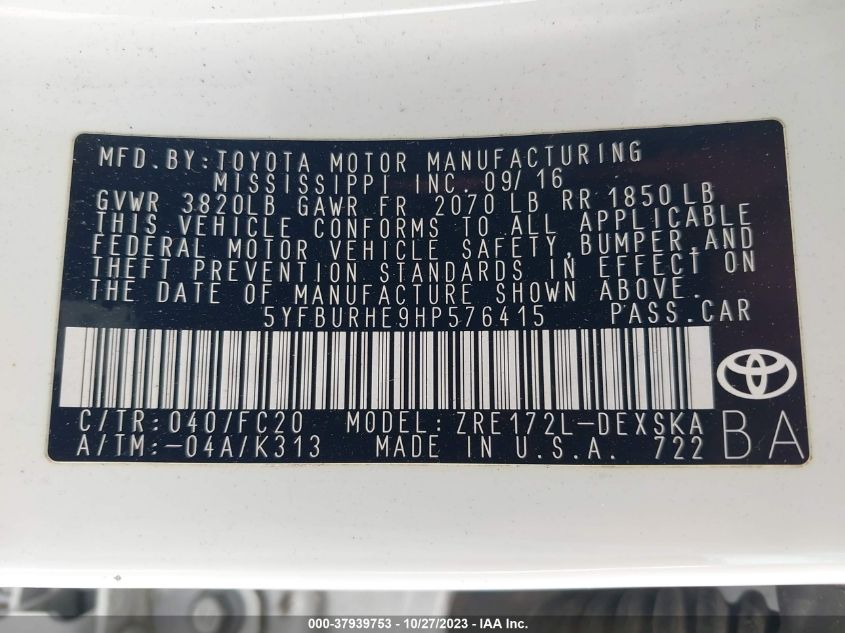 MFD. BY: TOYOTA MOTOR MANUFACTURING
MISSISSIPPI INC. 09/16
GVWR 3820LB GAWR FR 2070 LB RR 1850 LB
THIS VEHICLE CONFORMS TO ALL APPLICABLE
FEDERAL MOTOR VEHICLE SAFETY, BUMPER, AND
THEFT PREVENTION STANDARDS IN EFFECT ON
THE DATE OF MANUFACTURE SHOWN ABOVE.
5YFBURHE9HP576415 PASS. CAR
C/TR: 040/FC20 MODEL: ZRE172L-DEXSKA
A/TM: -04A/K313 MADE IN U.S.A. 722
BA
000-37939753 - 10/27/2023 - IAA Inc.